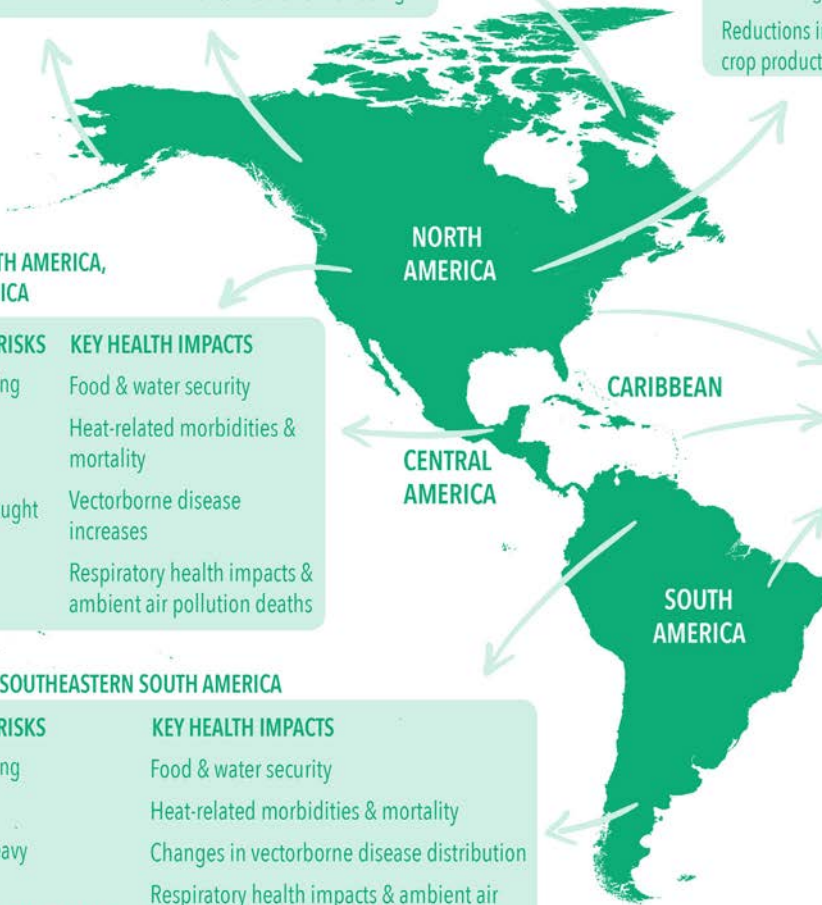 Reductions i
crop product
NORTH
AMERICA
TH AMERICA,
ICA
RISKS KEY HEALTH IMPACTS
ng Food & water security
CARIBBEAN
Heat-related morbidities &
mortality
CENTRAL
AMERICA
ught Vectorborne disease
increases
Respiratory health impacts &
ambient air pollution deaths
SOUTH
AMERICA
SOUTHEASTERN SOUTH AMERICA
RISKS KEY HEALTH IMPACTS
ng Food & water security
Heat-related morbidities & mortality
eavy Changes in vectorborne disease distribution
Respiratory health impacts & ambient air